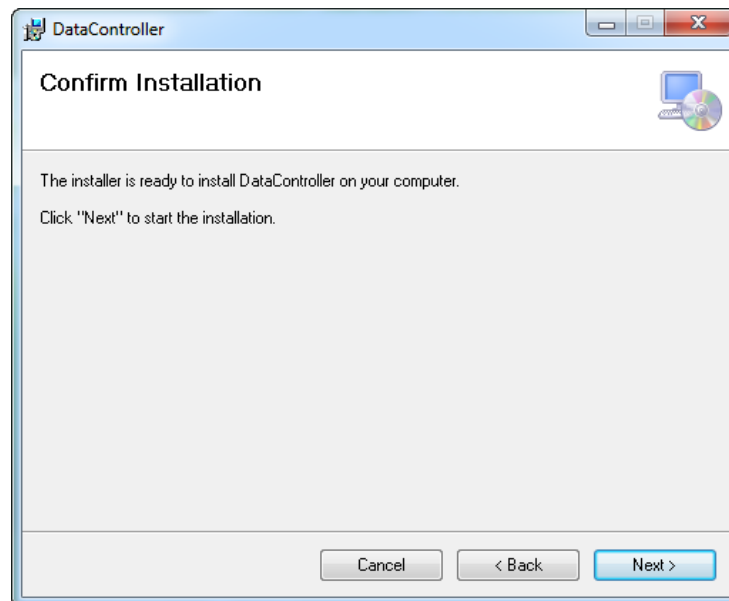 DataController
Confirm Installation
The installer is ready to install DataController on your computer.
Click "Next" to start the installation.
Cancel
< Back
Next >